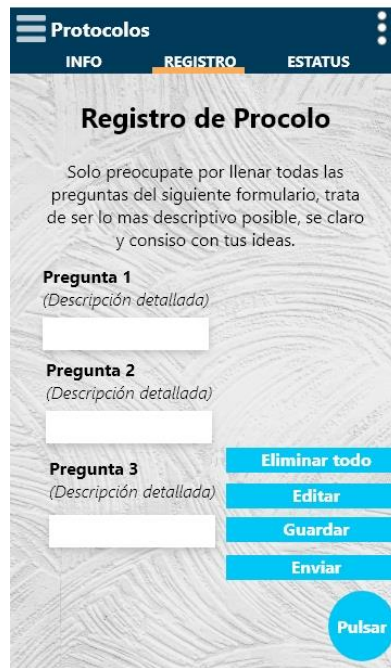 Protocolos
INFO REGISTRO ESTATUS
Registro de Procolo
Solo preocupate por llenar todas las
preguntas del siguiente formulario, trata
de ser lo mas descriptivo posible, se claro
y consiso con tus ideas.
Pregunta 1
(Descripción detallada)
Pregunta 2
(Descripción detallada)
Pregunta 3
(Descripción detallada)
Eliminar todo
Editar
Guardar
Enviar
Pulsar